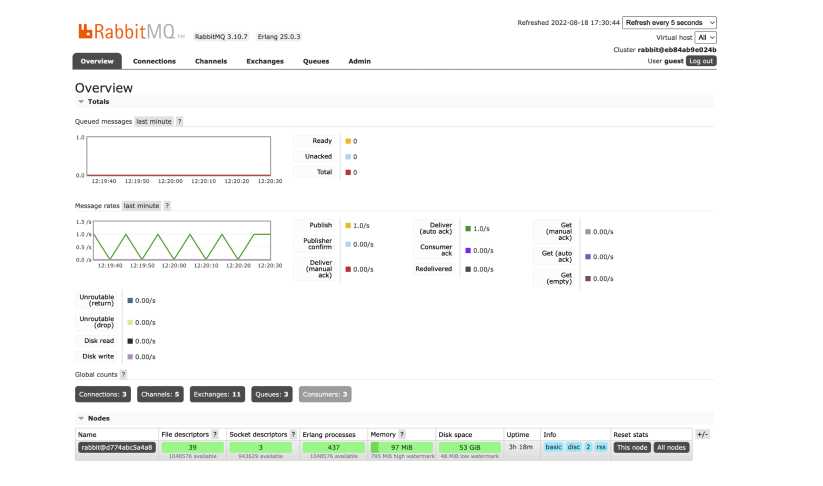 RabbitMQ TM RabbitMQ 3.10.7 Erlang 25.0.3
Refreshed 2022-08-18 17:30:44 Refresh every 5 seconds
Virtual host All
Cluster rabbit@eb84ab9e024b
User guest Log out
Overview Connections Channels Exchanges Queues Admin
Overview
Totals
Queued messages last minute ?
1.0
0.0
12:19:40 12:19:50 12:20:00 12:20:10 12:20:20 12:20:30
Ready 0
Unacked 0
Total 0
Message rates last minute ?
1.5 /s
1.0 /s
0.5 /s
0.0 /s
12:19:40 12:19:50 12:20:00 12:20:10 12:20:20 12:20:30
Publish 1.0/s
Publisher
confirm 0.00/s
Deliver
(manual
ack) 0.00/s
Deliver
(auto ack) 1.0/s
Consumer
ack 0.00/s
Redelivered 0.00/s
Get
(manual
ack) 0.00/s
Get (auto
ack) 0.00/s
Get
(empty) 0.00/s
Unroutable
(return) 0.00/s
Unroutable
(drop) 0.00/s
Disk read 0.00/s
Disk write 0.00/s
Global counts ?
Connections: 3 Channels: 5 Exchanges: 11 Queues: 3 Consumers: 3
Nodes
Name File descriptors ? Socket descriptors ? Erlang processes Memory ? Disk space Uptime Info Reset stats +/-
rabbit@d774abc5a4a8 39 3 437 97 MiB 53 GiB 3h 18m basic disc 2 rss This node All nodes
1048576 available 943629 available 1048576 available 795 MiB high watermark 48 MiB low watermark